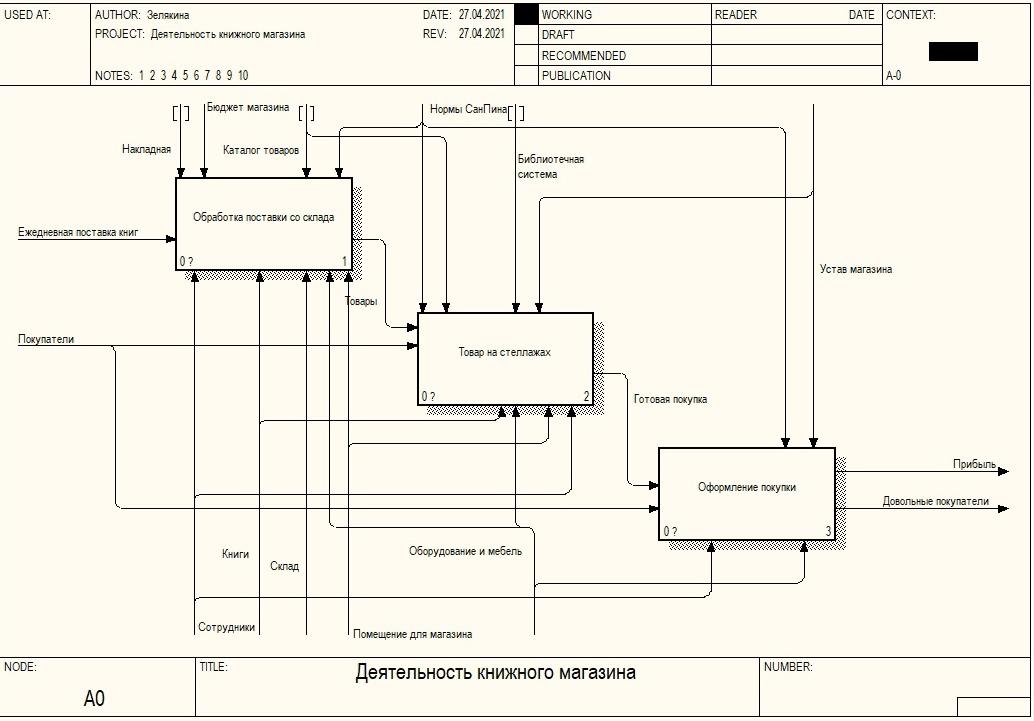 USED AT:
AUTHOR: Зелякина
DATE: 27.04.2021
WORKING
READER
DATE
CONTEXT:
PROJECT: Деятельность книжного магазина
REV: 27.04.2021
DRAFT
RECOMMENDED
NOTES: 1 2 3 4 5 6 7 8 9 10
PUBLICATION
A-0
Бюджет магазина
Нормы СанПина
Накладная
Каталог товаров
Библиотечная
система
Обработка поставки со склада
0 ?
1
Ежедневная поставка книг
Устав магазина
Товары
Покупатели
Товар на стеллажах
0 ?
2
Готовая покупка
Прибыль
Оформление покупки
Довольные покупатели
0 ?
3
Книги
Оборудование и мебель
Склад
Сотрудники
Помещение для магазина
NODE:
TITLE:
Деятельность книжного магазина
NUMBER:
A0